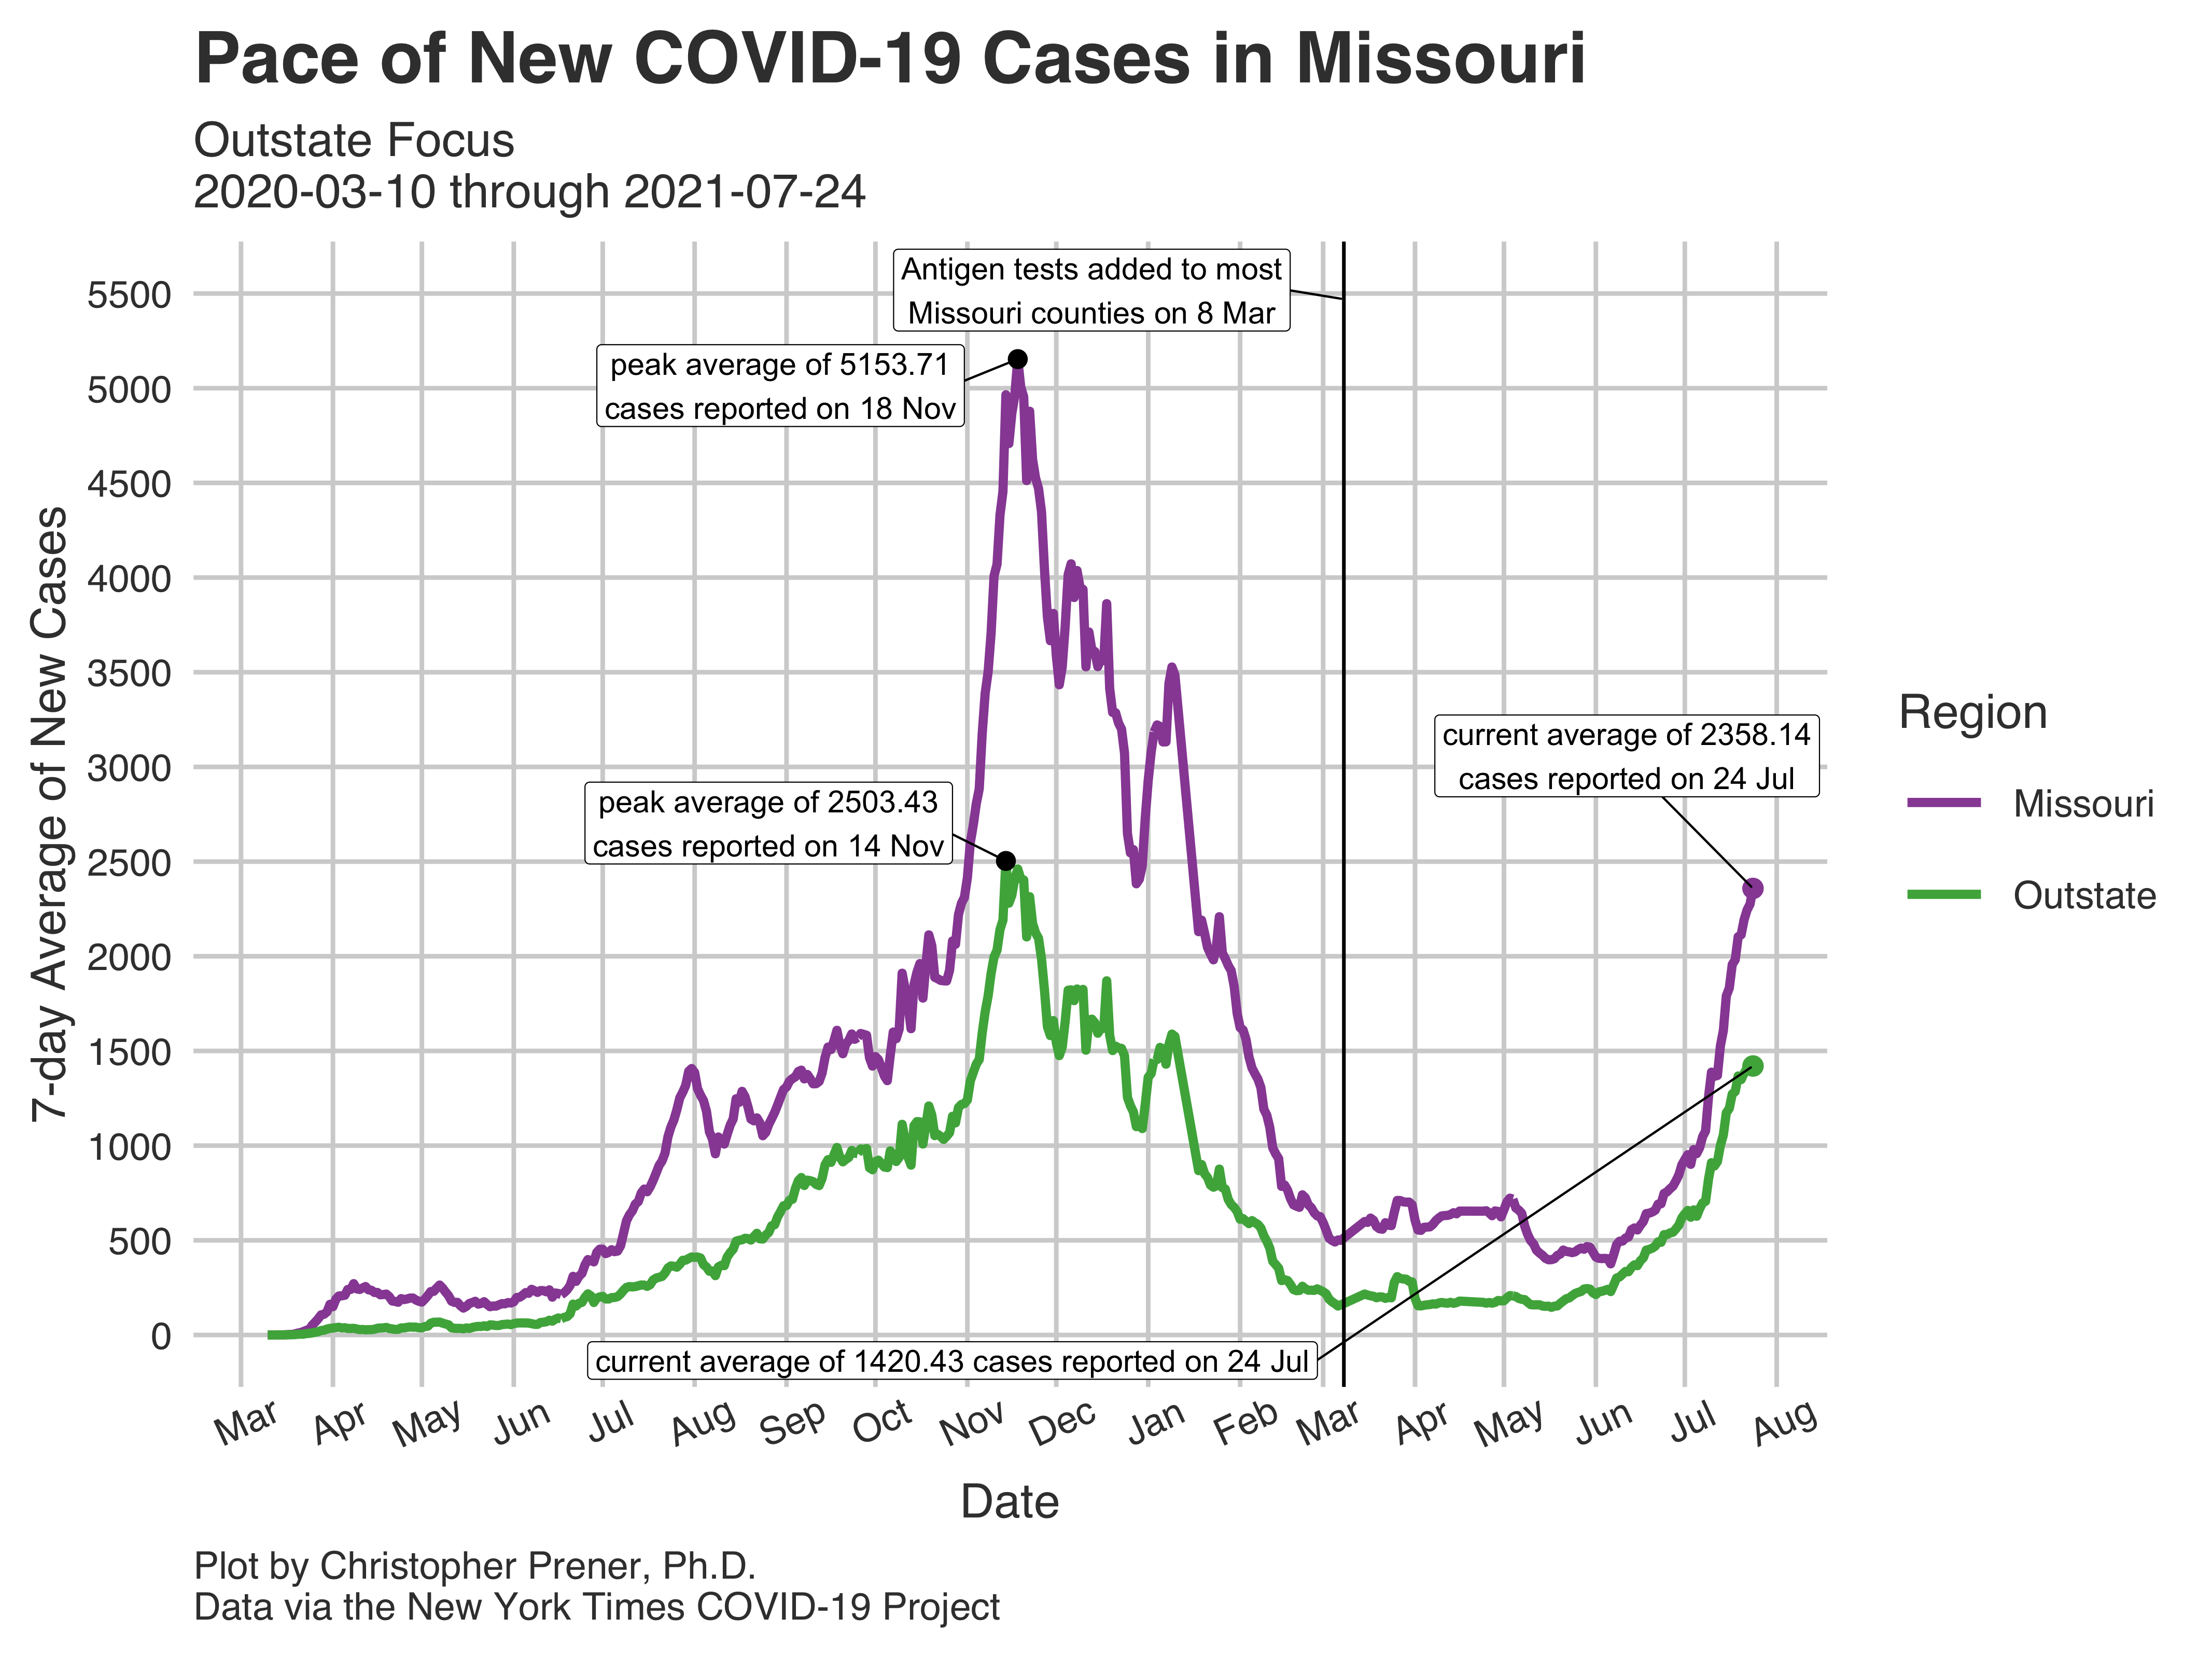 Pace of New COVID-19 Cases in Missouri
Outstate Focus
2020-03-10 through 2021-07-24
7-day Average of New Cases
5500
5000
4500
4000
3500
3000
2500
2000
1500
1000
500
0
Antigen tests added to most
Missouri counties on 8 Mar
peak average of 5153.71
cases reported on 18 Nov
peak average of 2503.43
cases reported on 14 Nov
current average of 2358.14
cases reported on 24 Jul
current average of 1420.43 cases reported on 24 Jul
Region
Missouri
Outstate
Mar Apr May Jun Jul Aug Sep Oct Nov Dec Jan Feb Mar Apr May Jun Jul Aug
Date
Plot by Christopher Prener, Ph.D.
Data via the New York Times COVID-19 Project